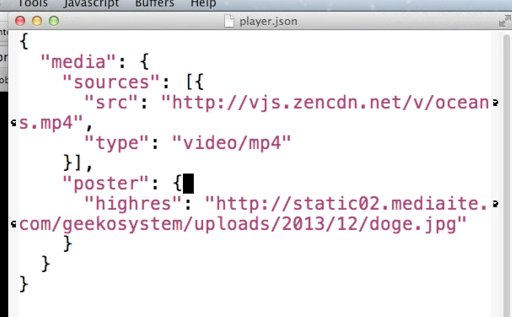 Tools Javascript Buffers Help
player.json
{
"media": {
"sources": [{
"src": "http://vjs.zencdn.net/v/ocean
s.mp4",
"type": "video/mp4"
}],
"poster": {
"highres": "http://static02.mediaite.
com/geekosystem/uploads/2013/12/doge.jpg"
}
}
}